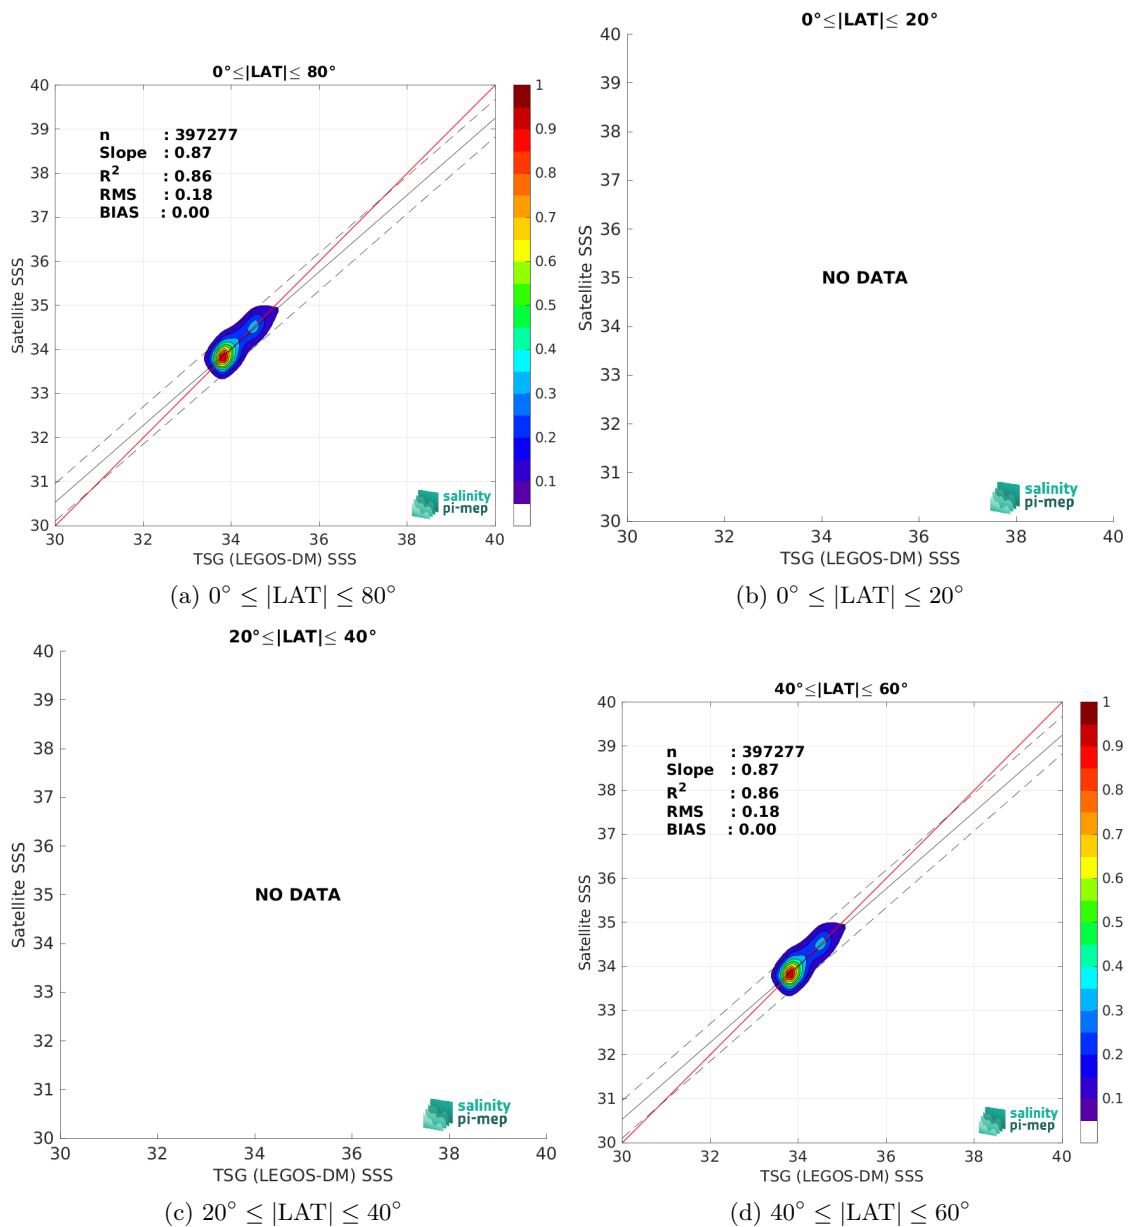 0°≤|LAT|≤ 80°
40
39
38
37
36
35
34
33
32
31
30
Satellite SSS
n : 397277
Slope : 0.87
R² : 0.86
RMS : 0.18
BIAS : 0.00
salinity
pi-mep
30 32 34 36 38 40
TSG (LEGOS-DM) SSS
1
0.9
0.8
0.7
0.6
0.5
0.4
0.3
0.2
0.1
(a) 0° ≤ |LAT| ≤ 80°
0°≤|LAT|≤ 20°
40
39
38
37
36
35
34
33
32
31
30
Satellite SSS
NO DATA
salinity
pi-mep
30 32 34 36 38 40
TSG (LEGOS-DM) SSS
(b) 0° ≤ |LAT| ≤ 20°
20°≤|LAT|≤ 40°
40
39
38
37
36
35
34
33
32
31
30
Satellite SSS
NO DATA
salinity
pi-mep
30 32 34 36 38 40
TSG (LEGOS-DM) SSS
(c) 20° ≤ |LAT| ≤ 40°
40°≤|LAT|≤ 60°
40
39
38
37
36
35
34
33
32
31
30
Satellite SSS
n : 397277
Slope : 0.87
R² : 0.86
RMS : 0.18
BIAS : 0.00
salinity
pi-mep
30 32 34 36 38 40
TSG (LEGOS-DM) SSS
1
0.9
0.8
0.7
0.6
0.5
0.4
0.3
0.2
0.1
(d) 40° ≤ |LAT| ≤ 60°